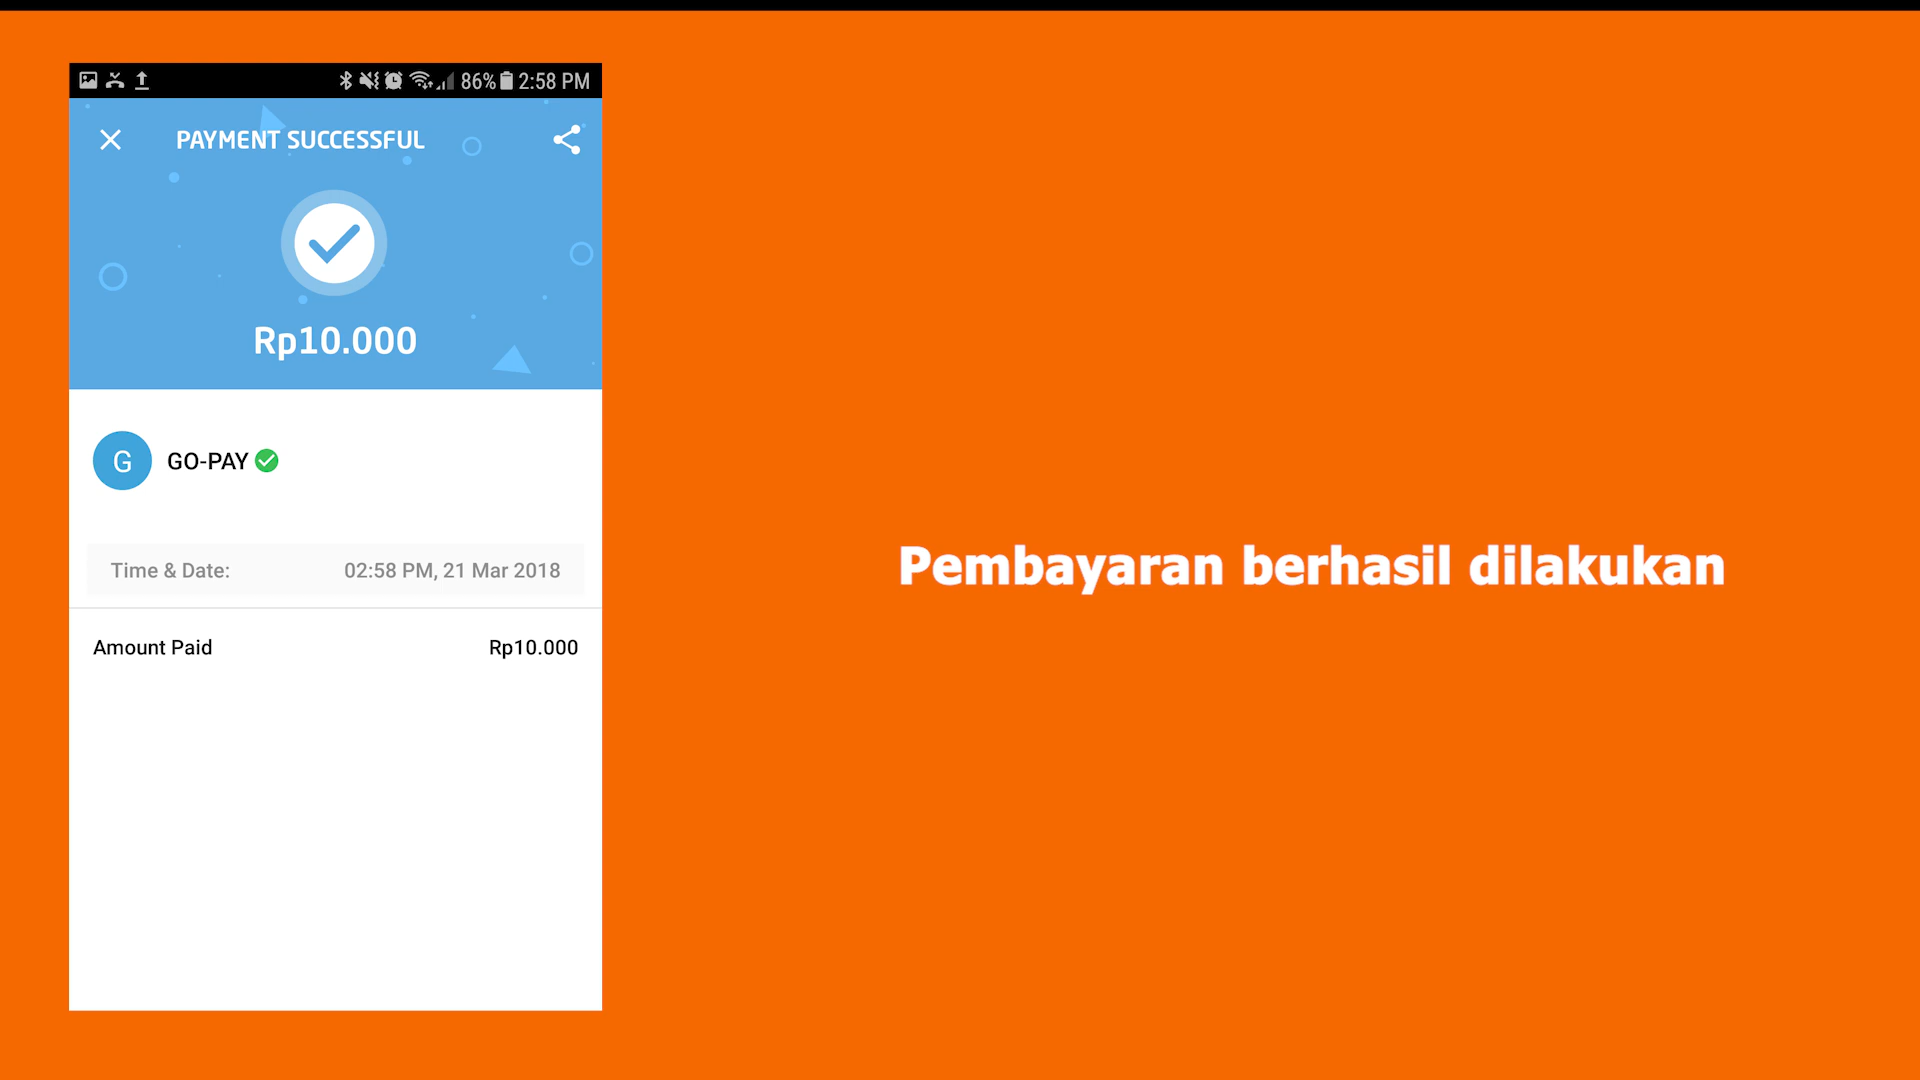 86% 2:58 PM
PAYMENT SUCCESSFUL
Rp10.000
G GO-PAY
Time & Date: 02:58 PM, 21 Mar 2018
Amount Paid Rp10.000
Pembayaran berhasil dilakukan